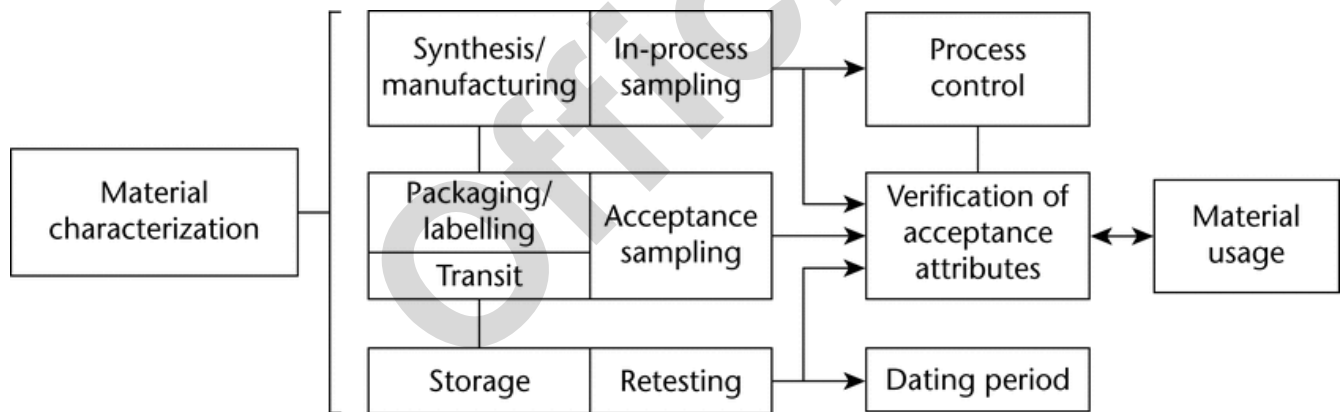 Synthesis/
manufacturing
In-process
sampling
Process
control
Material
characterization
Packaging/
labelling
Transit
Acceptance
sampling
Verification of
acceptance
attributes
Material
usage
Storage
Retesting
Dating period
Offic